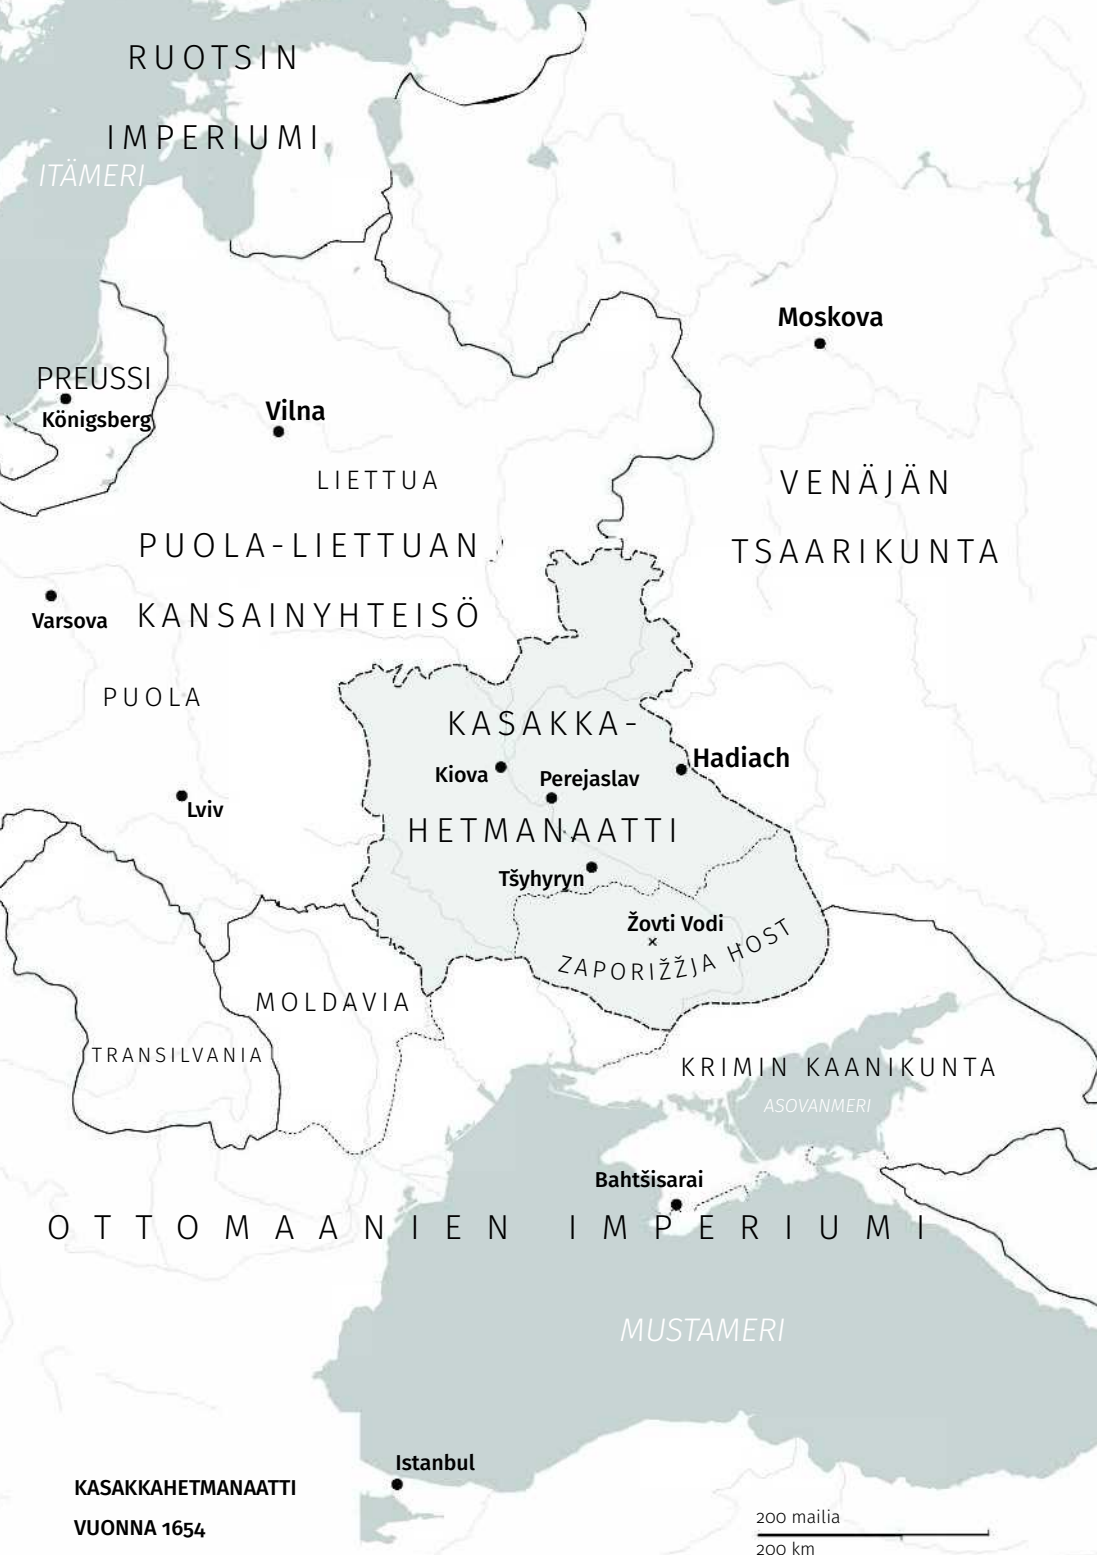 RUOTSIN
IMPERIUMI
ITÄMERI
Moskova
PREUSSI
Königsberg
Vilna
LIETTUA
VENÄJÄN
TSAARIKUNTA
PUOLA-LIETTUAN
KANSAINYHTEISÖ
Varsova
PUOLA
KASAKKA-
HETMANAATTI
Kiova
Perejaslav
Hadiach
Lviv
Tšyhyryn
Žovti Vodi
ZAPORIŽŽJA HOST
MOLDAVIA
TRANSILVANIA
KRIMIN KAANIKUNTA
ASOVANMERI
Bahtšisarai
OTTOMAANIEN IMPERIUMI
MUSTAMERI
Istanbul
KASAKKAHETMANAATTI
VUONNA 1654
200 mailia
200 km